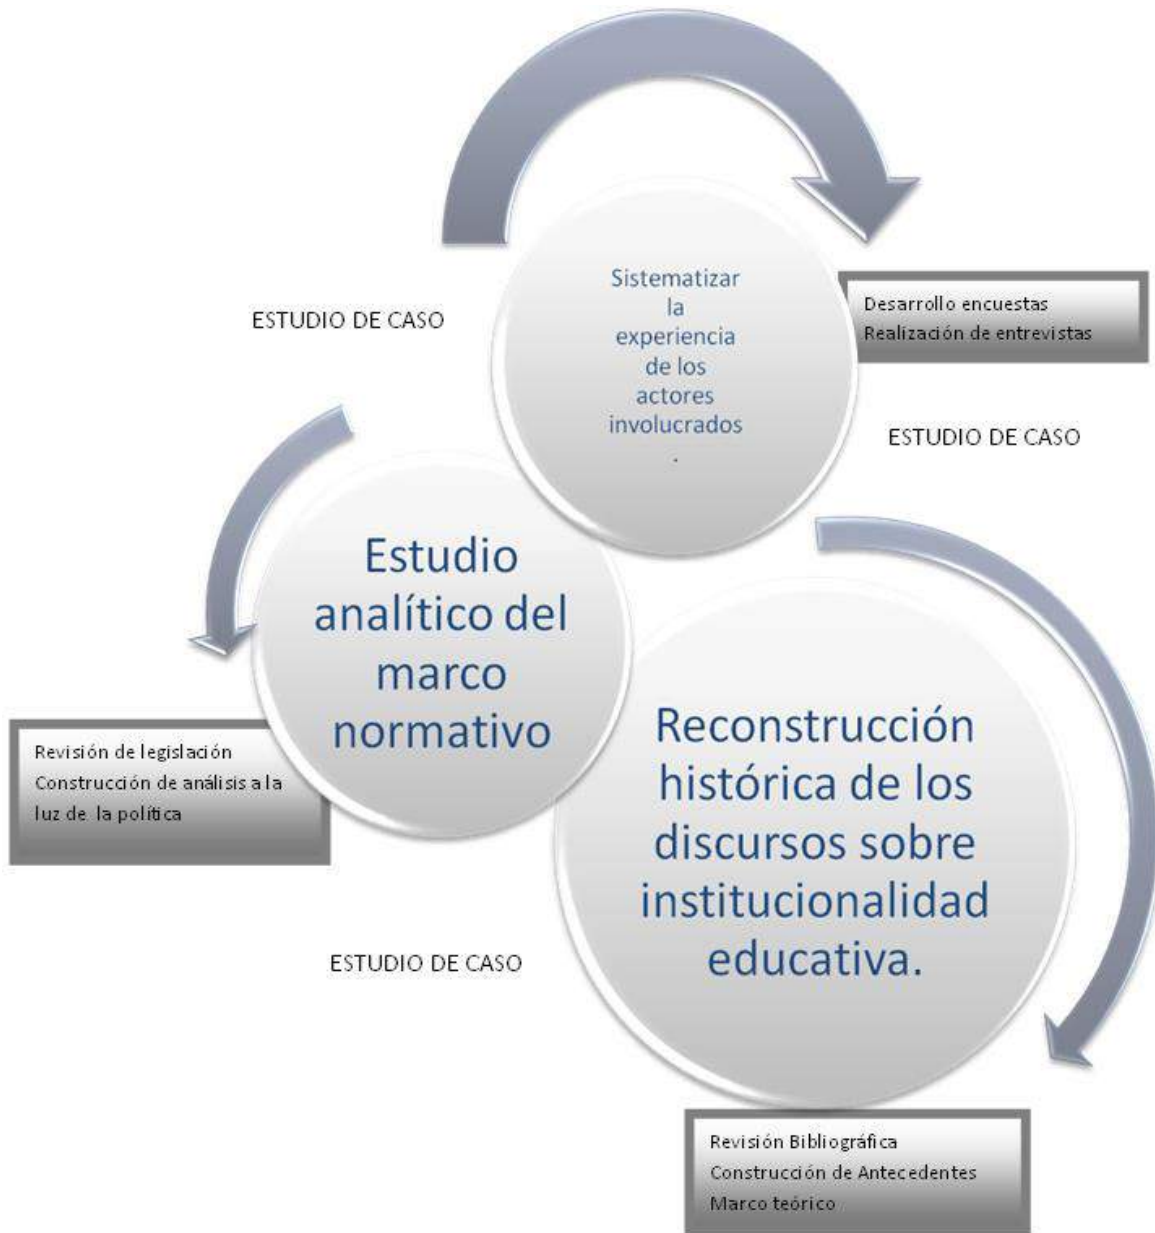 Sistematizar
la
experiencia
de los
actores
involucrados
.
Desarrollo encuestas
Realización de entrevistas
ESTUDIO DE CASO
ESTUDIO DE CASO
Estudio
analítico del
marco
normativo
Revisión de legislación
Construcción de análisis a la
luz de la política
Reconstrucción
histórica de los
discursos sobre
institucionalidad
educativa.
ESTUDIO DE CASO
Revisión Bibliográfica
Construcción de Antecedentes
Marco teórico